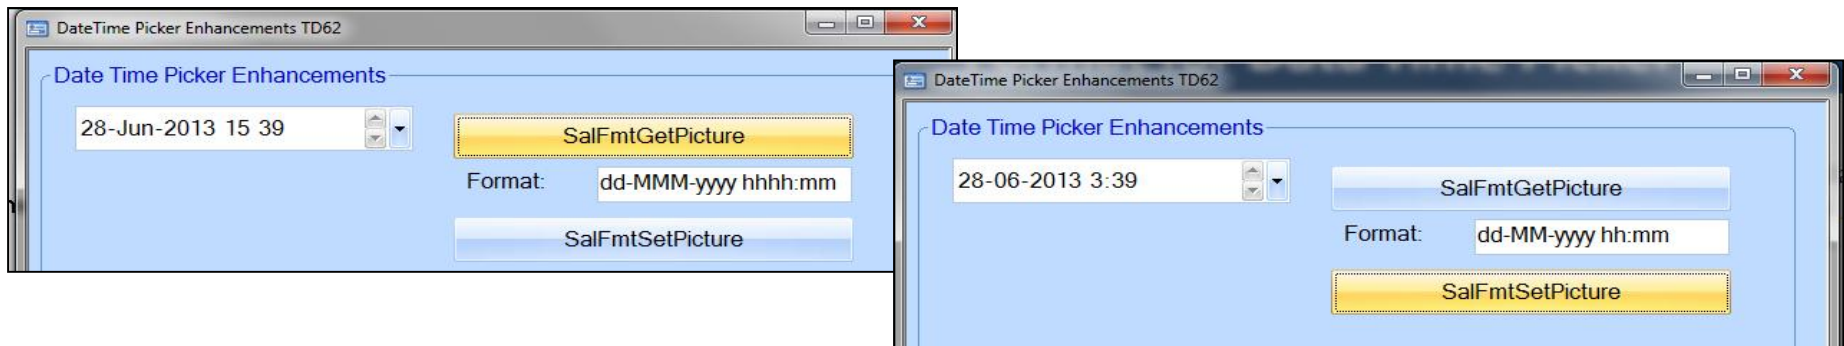 DateTime Picker Enhancements TD62
Date Time Picker Enhancements
28-Jun-2013 15 39
SalFmtGetPicture
Format: dd-MMM-yyyy hhhh:mm
SalFmtSetPicture
DateTime Picker Enhancements TD62
Date Time Picker Enhancements
28-06-2013 3:39
SalFmtGetPicture
Format: dd-MM-yyyy hh:mm
SalFmtSetPicture